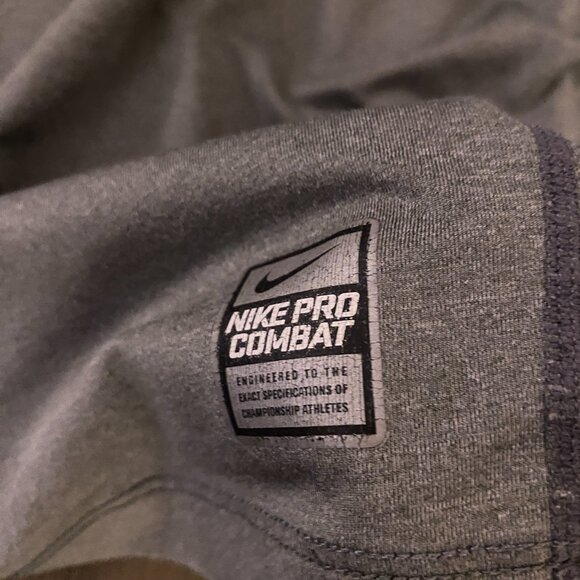 NIKE PRO
COMBAT
ENGINEERED TO THE
EXACT SPECIFICATIONS OF
CHAMPIONSHIP ATHLETES